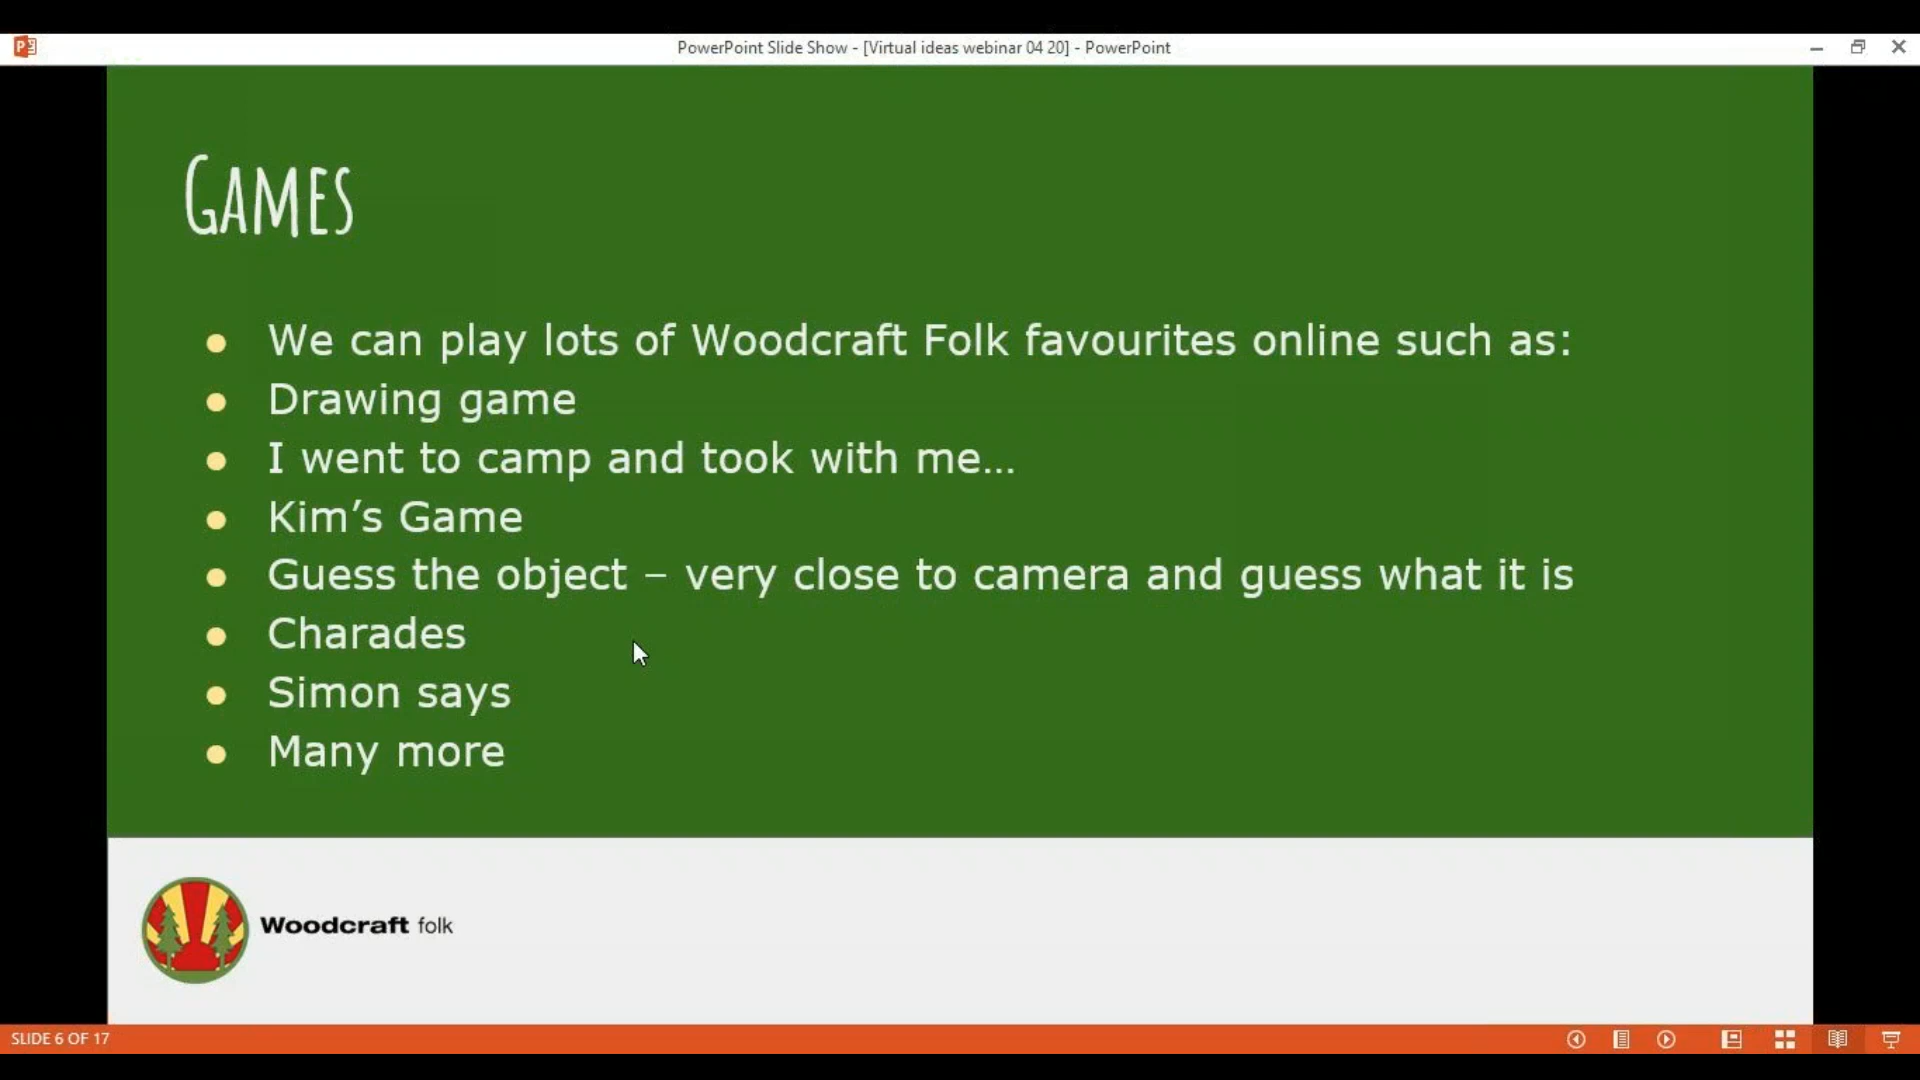 PowerPoint Slide Show - [Virtual ideas webinar 04 20] - PowerPoint
GAMES
We can play lots of Woodcraft Folk favourites online such as:
Drawing game
I went to camp and took with me...
Kim’s Game
Guess the object – very close to camera and guess what it is
Charades
Simon says
Many more
Woodcraft folk
SLIDE 6 OF 17